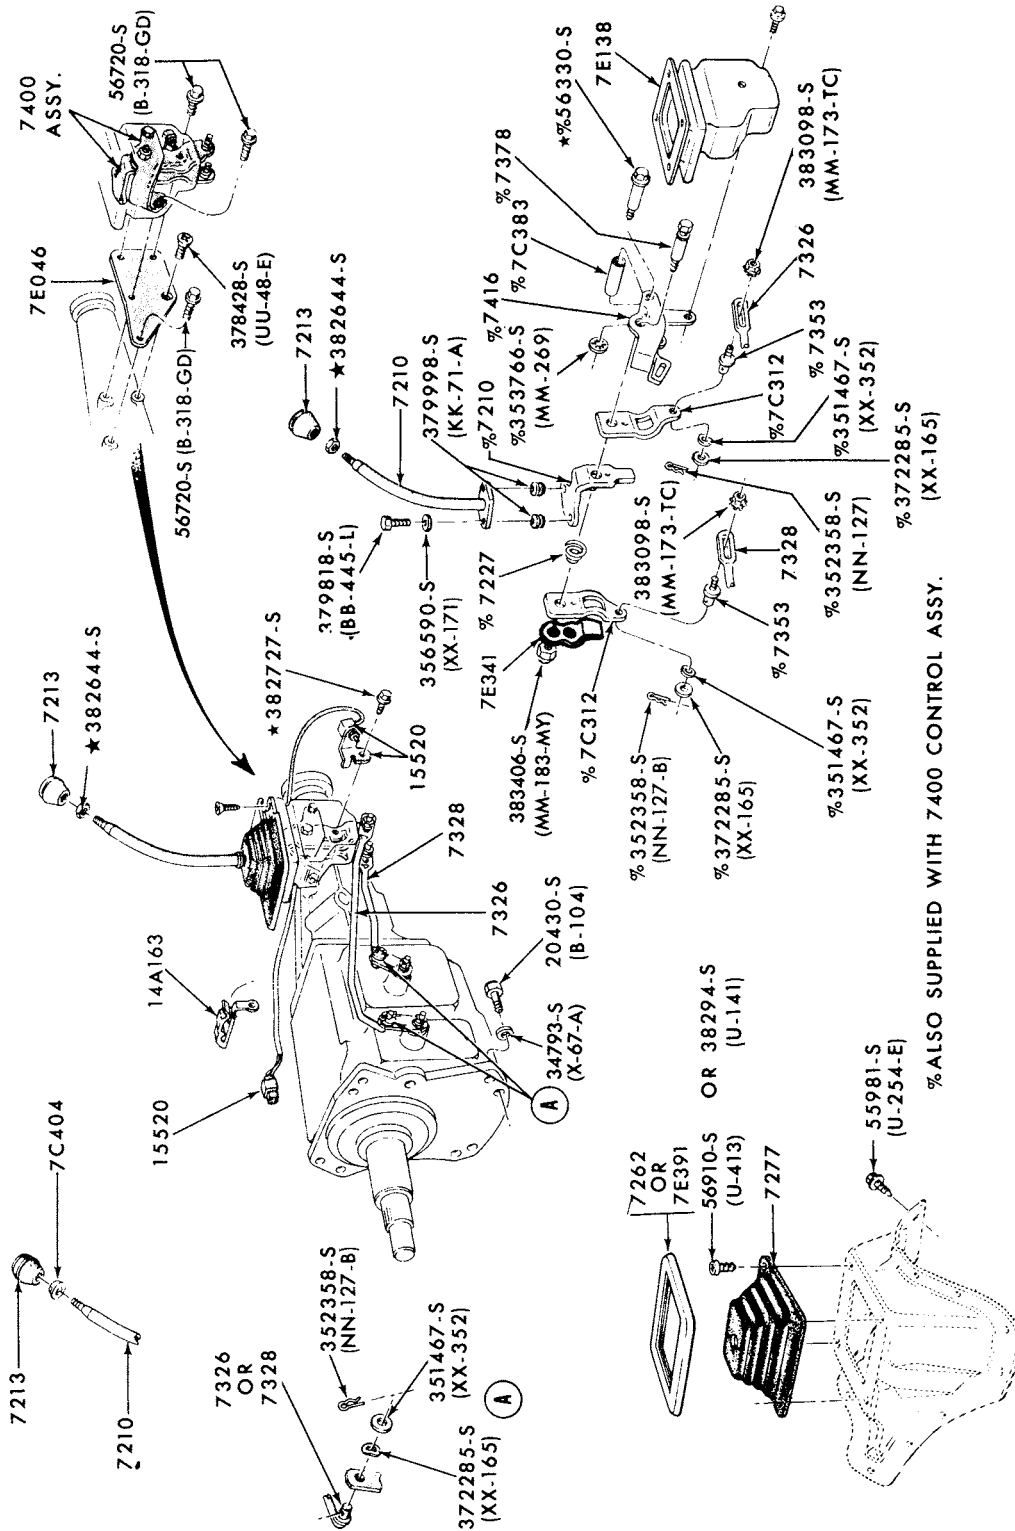 7400
ASSY.
56720-S
(B-318-GD)
7E046
378428-S
(UU-48-E)
56720-S (B-318-GD)
7213
★382644-S
7210
379998-S
(KK-71-A)
%7210
%353766-S
(MM-269)
%7416
%7C383
%7378
★%56330-S
7E138
383098-S
(MM-173-TC)
7326
%7353
%7C312
%351467-S
(XX-352)
%372285-S
(XX-165)
%352358-S
(NN-127)
7328
383098-S
(MM-173-TC)
%7353
379818-S
(BB-445-L)
356590-S
(XX-171)
%7227
7E341
383406-S
(MM-183-MY)
%7C312
%352358-S
(NN-127-B)
%372285-S
(XX-165)
%351467-S
(XX-352)
7213
★382644-S
★382727-S
15520
7328
7326
20430-S
(B-104)
34793-S
(X-67-A)
A
14A163
15520
7C404
7213
7210
7326
OR
7328
352358-S
(NN-127-B)
351467-S
(XX-352)
372285-S
(XX-165)
A
7262
OR
7E391
56910-S
(U-413)
OR 38294-S
(U-141)
7277
55981-S
(U-254-E)
%ALSO SUPPLIED WITH 7400 CONTROL ASSY.